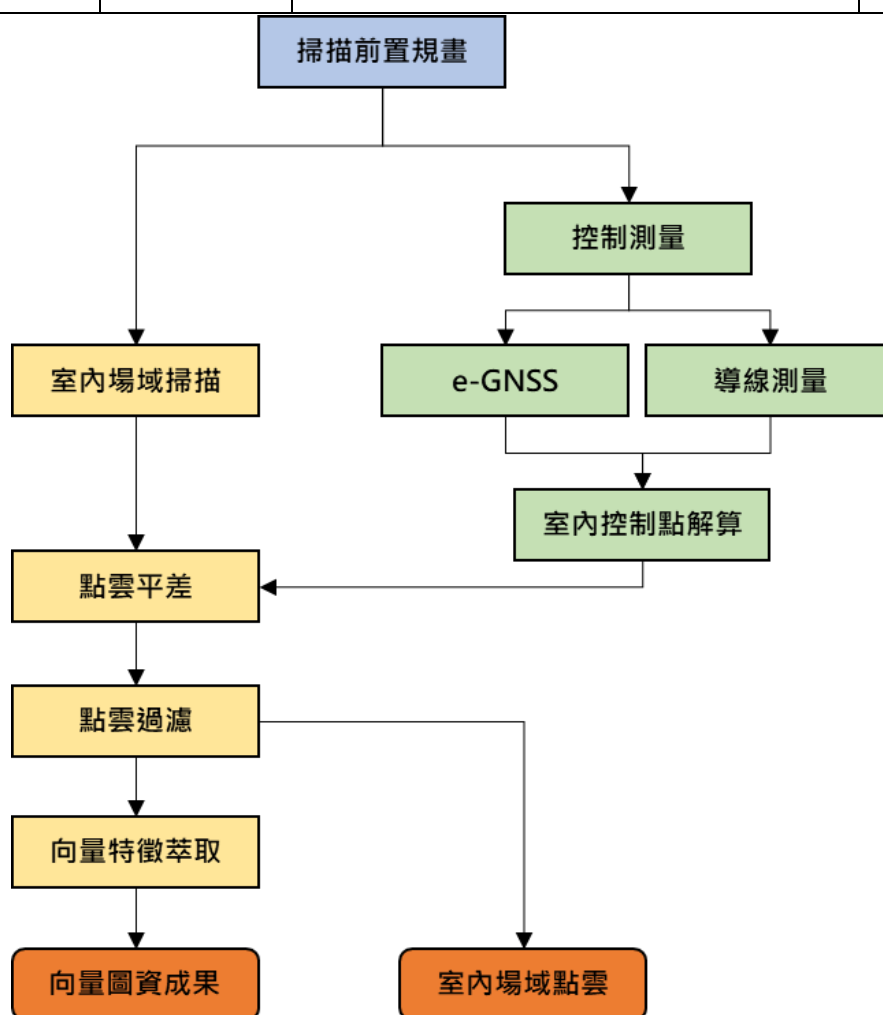 掃描前置規畫
控制測量
室內場域掃描
e-GNSS
導線測量
室內控制點解算
點雲平差
點雲過濾
向量特徵萃取
向量圖資成果
室內場域點雲